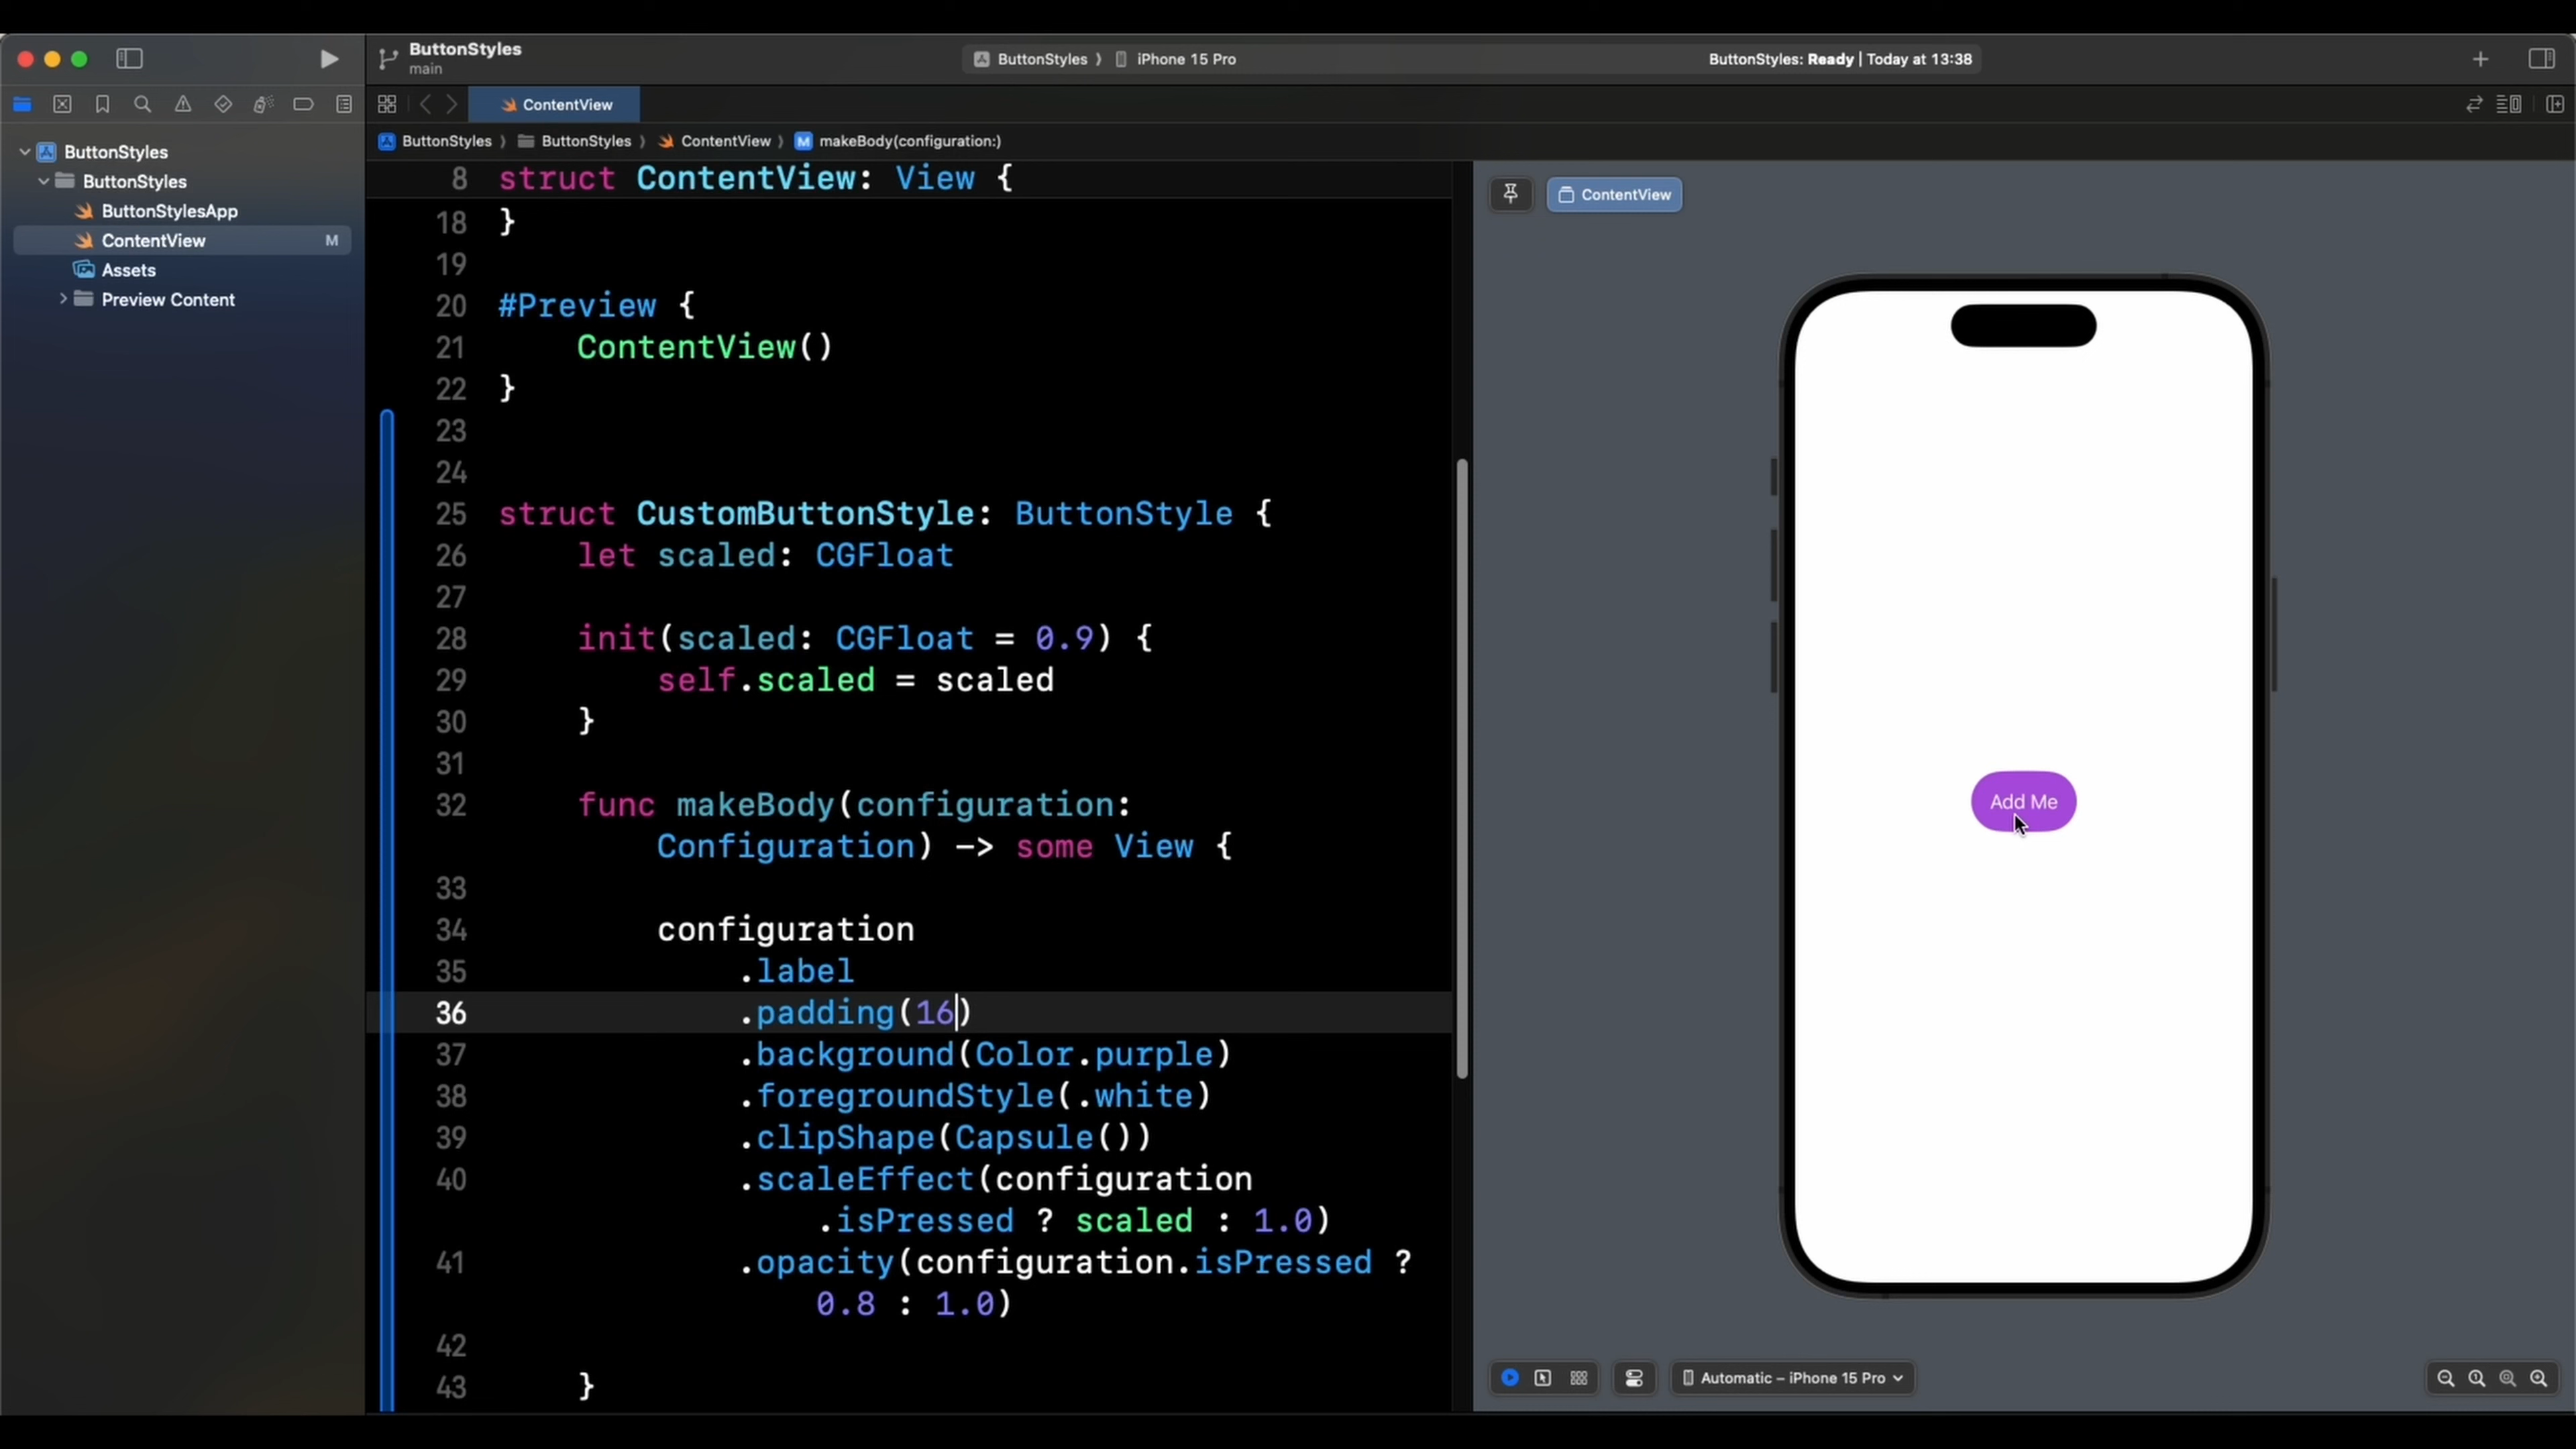 ButtonStyles
main
ButtonStyles
iPhone 15 Pro
ButtonStyles: Ready | Today at 13:38
ContentView
ButtonStyles
ButtonStyles
ContentView
M makeBody(configuration:)
ButtonStyles
ButtonStyles
ButtonStylesApp
ContentView M
Assets
Preview Content
8 struct ContentView: View {
18 }
19
20 #Preview {
21 ContentView()
22 }
23
24
25 struct CustomButtonStyle: ButtonStyle {
26 let scaled: CGFloat
27
28 init(scaled: CGFloat = 0.9) {
29 self.scaled = scaled
30 }
31
32 func makeBody(configuration:
Configuration) -> some View {
33
34 configuration
35 .label
36 .padding(16)
37 .background(Color.purple)
38 .foregroundStyle(.white)
39 .clipShape(Capsule())
40 .scaleEffect(configuration
.isPressed ? scaled : 1.0)
41 .opacity(configuration.isPressed ?
0.8 : 1.0)
42
43 }
ContentView
Add Me
Automatic – iPhone 15 Pro